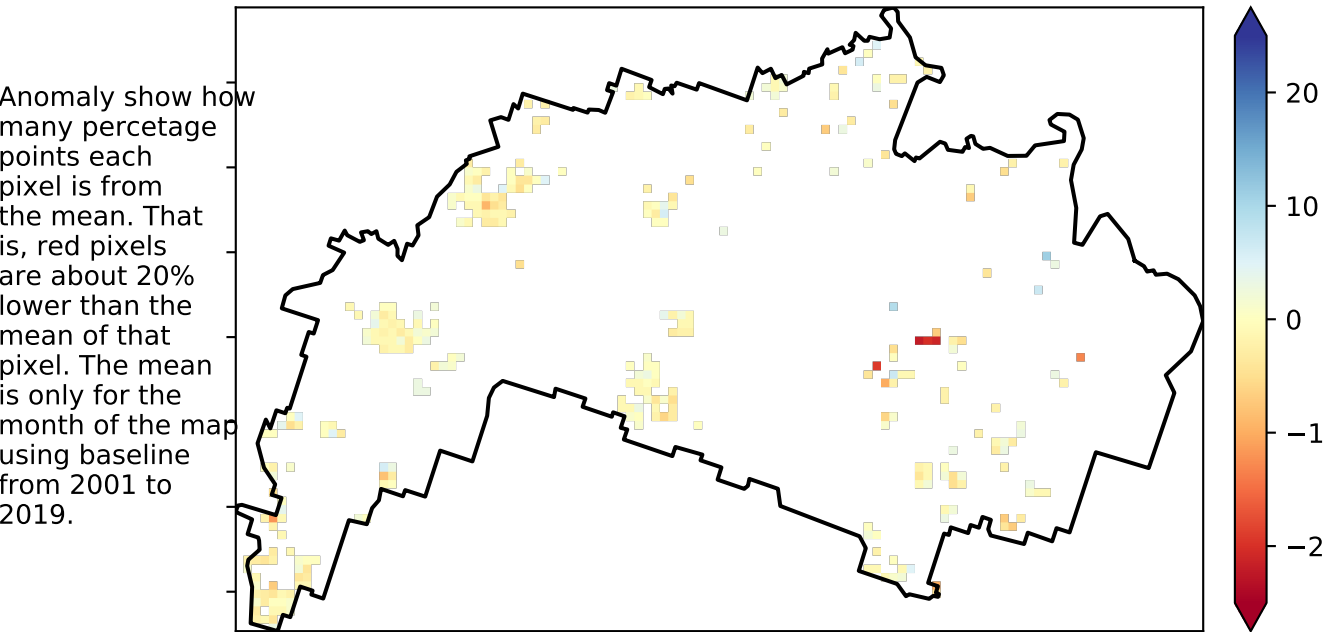 Anomaly show how
many percetage
points each
pixel is from
the mean. That
is, red pixels
are about 20%
lower than the
mean of that
pixel. The mean
is only for the
month of the map
using baseline
from 2001 to
2019.
20
10
0
−1
−2